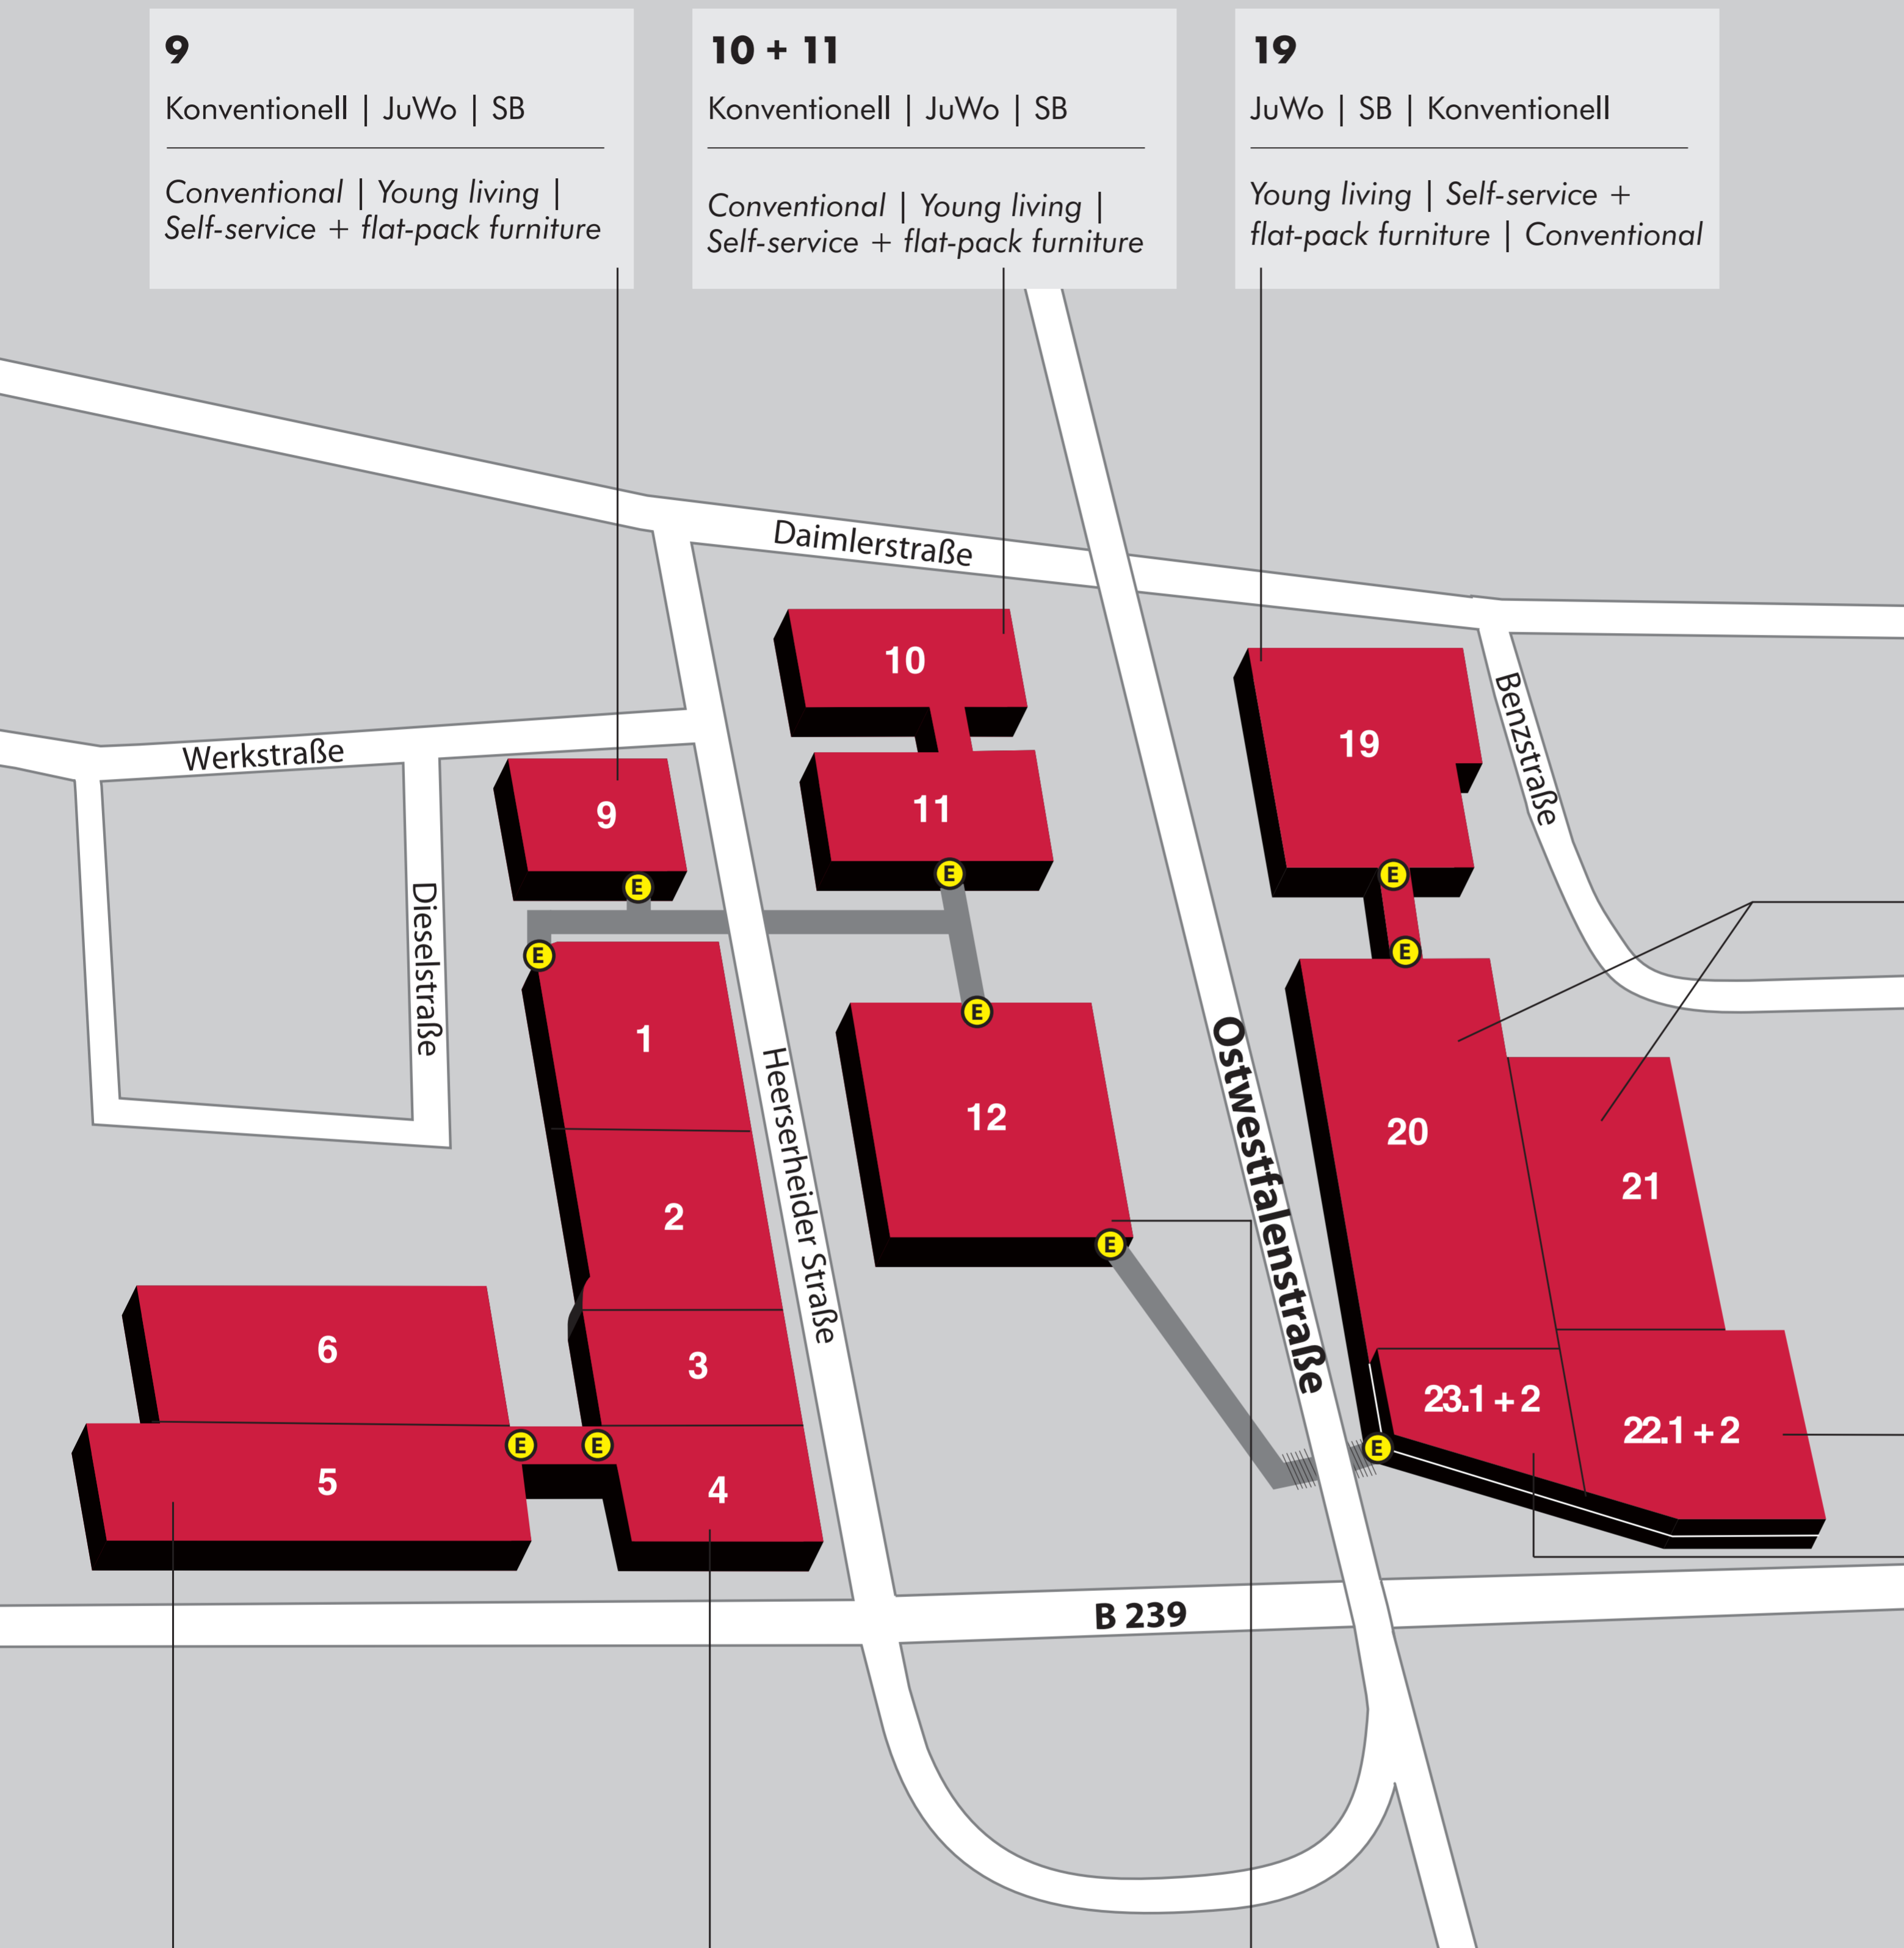 9
Konventionell | JuWo | SB
Conventional | Young living |
Self-service + flat-pack furniture
10 + 11
Konventionell | JuWo | SB
Conventional | Young living |
Self-service + flat-pack furniture
19
JuWo | SB | Konventionell
Young living | Self-service +
flat-pack furniture | Conventional
Daimlerstraße
10
19
Benzstraße
Werkstraße
9
11
E
E
E
Dieselstraße
E
E
E
1
12
20
Heerserheider Straße
Ostwestfalenstraße
21
2
E
6
3
23.1 + 2
22.1 + 2
E
E
E
5
4
B 239